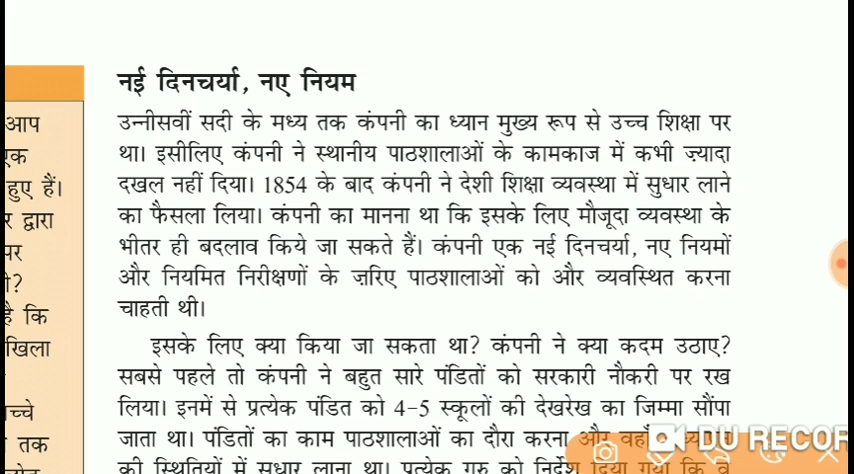 नई दिनचर्या, नए नियम
उन्नीसवीं सदी के मध्य तक कंपनी का ध्यान मुख्य रूप से उच्च शिक्षा पर
था। इसीलिए कंपनी ने स्थानीय पाठशालाओं के कामकाज में कभी ज़्यादा
दखल नहीं दिया। 1854 के बाद कंपनी ने देशी शिक्षा व्यवस्था में सुधार लाने
का फैसला लिया। कंपनी का मानना था कि इसके लिए मौजूदा व्यवस्था के
भीतर ही बदलाव किये जा सकते हैं। कंपनी एक नई दिनचर्या, नए नियमों
और नियमित निरीक्षणों के ज़रिए पाठशालाओं को और व्यवस्थित करना
चाहती थी।
इसके लिए क्या किया जा सकता था? कंपनी ने क्या कदम उठाए?
सबसे पहले तो कंपनी ने बहुत सारे पंडितों को सरकारी नौकरी पर रख
लिया। इनमें से प्रत्येक पंडित को 4-5 स्कूलों की देखरेख का जिम्मा सौंपा
जाता था। पंडितों का काम पाठशालाओं का दौरा करना और वहाँ
की स्थितियों में सुधार लाना था। प्रत्येक गुरु को निर्देश दिया गया कि वे
आप
एक
हुए हैं।
र द्वारा
पर
ी?
है कि
खिला
च्चे
तक
DU RECOR